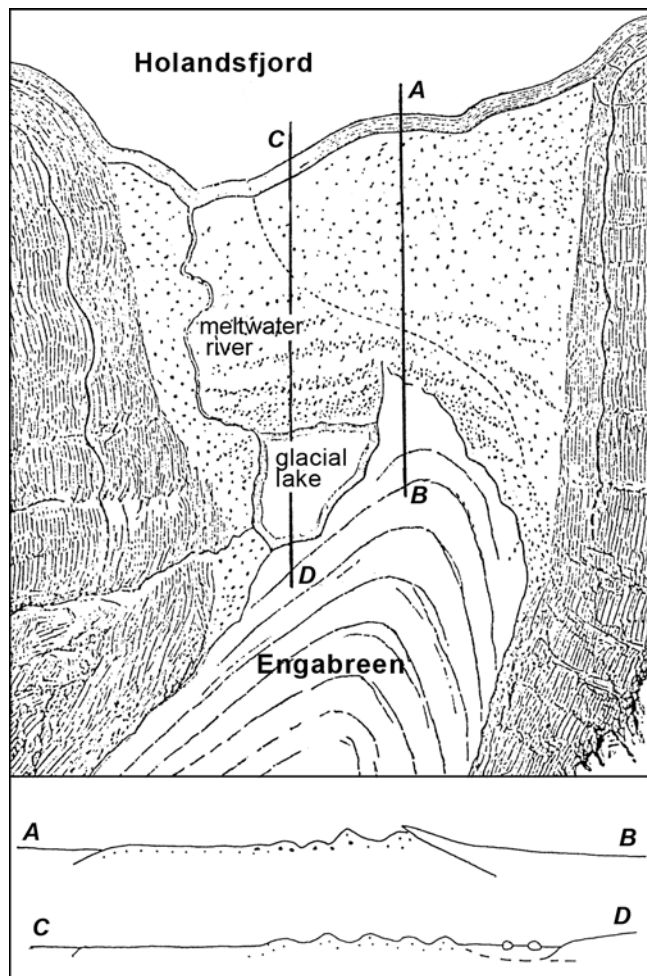 Holandsfjord
A
C
meltwater
river
glacial
lake
B
D
Engabreen
A
B
C
D